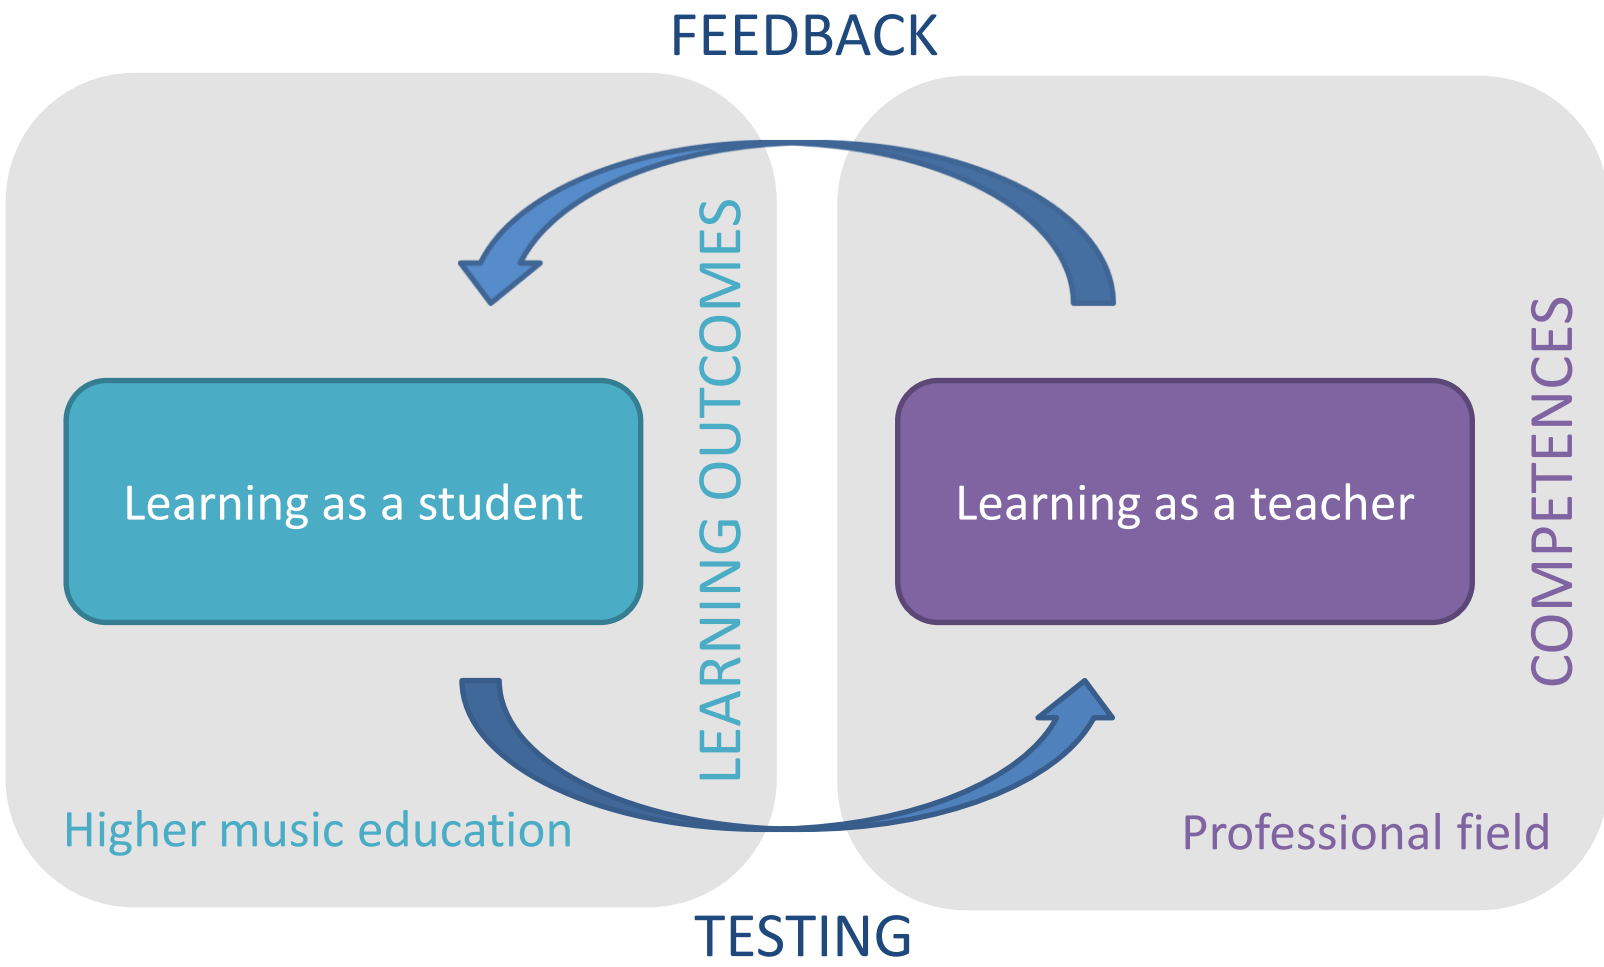 FEEDBACK
LEARNING OUTCOMES
COMPETENCES
Learning as a student
Learning as a teacher
Higher music education
Professional field
TESTING